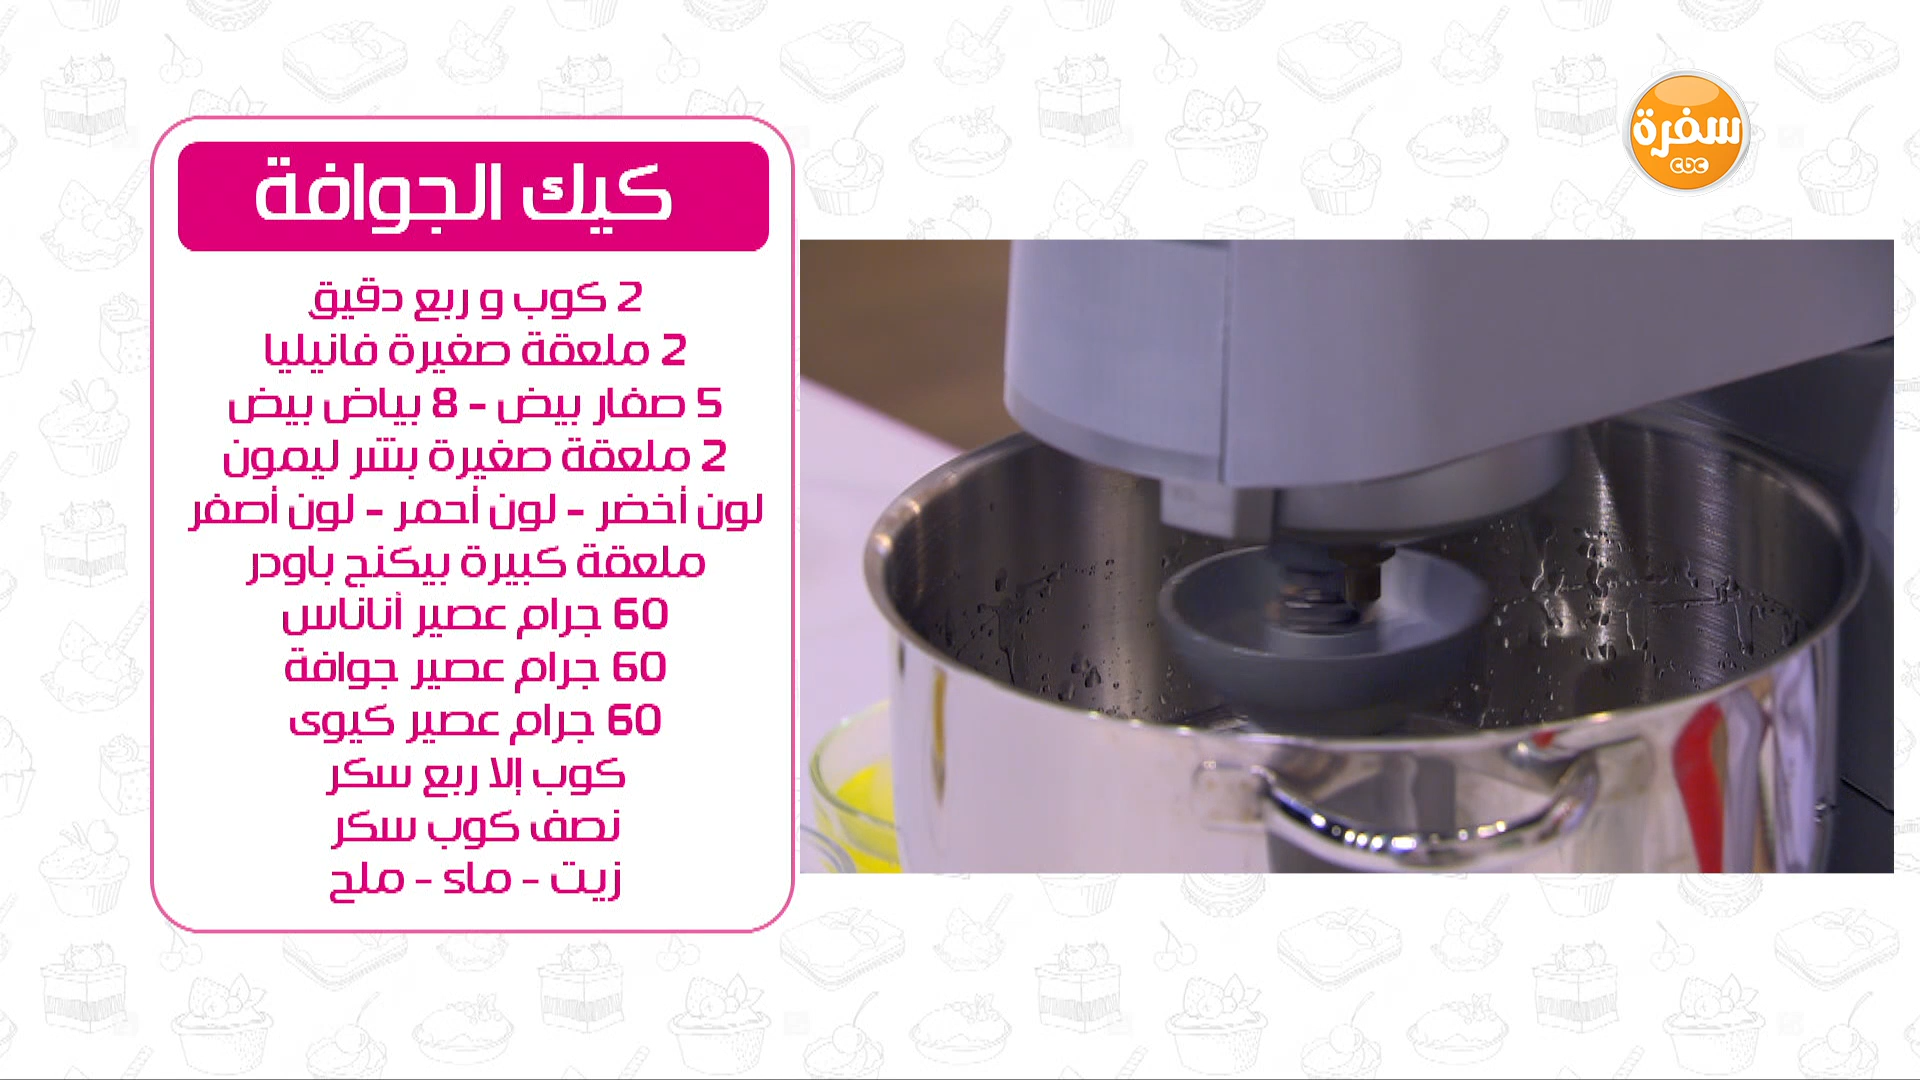 كيك الجوافة
2 كوب و ربع دقيق
2 ملعقة صغيرة فانيليا
5 صفار بيض - 8 بياض بيض
2 ملعقة صغيرة بشر ليمون
لون أخضر - لون أحمر - لون أصفر
ملعقة كبيرة بيكنج باودر
60 جرام عصير أناناس
60 جرام عصير جوافة
60 جرام عصير كيوى
كوب إلا ربع سكر
نصف كوب سكر
زيت - ماء - ملح
سفرة
cbc